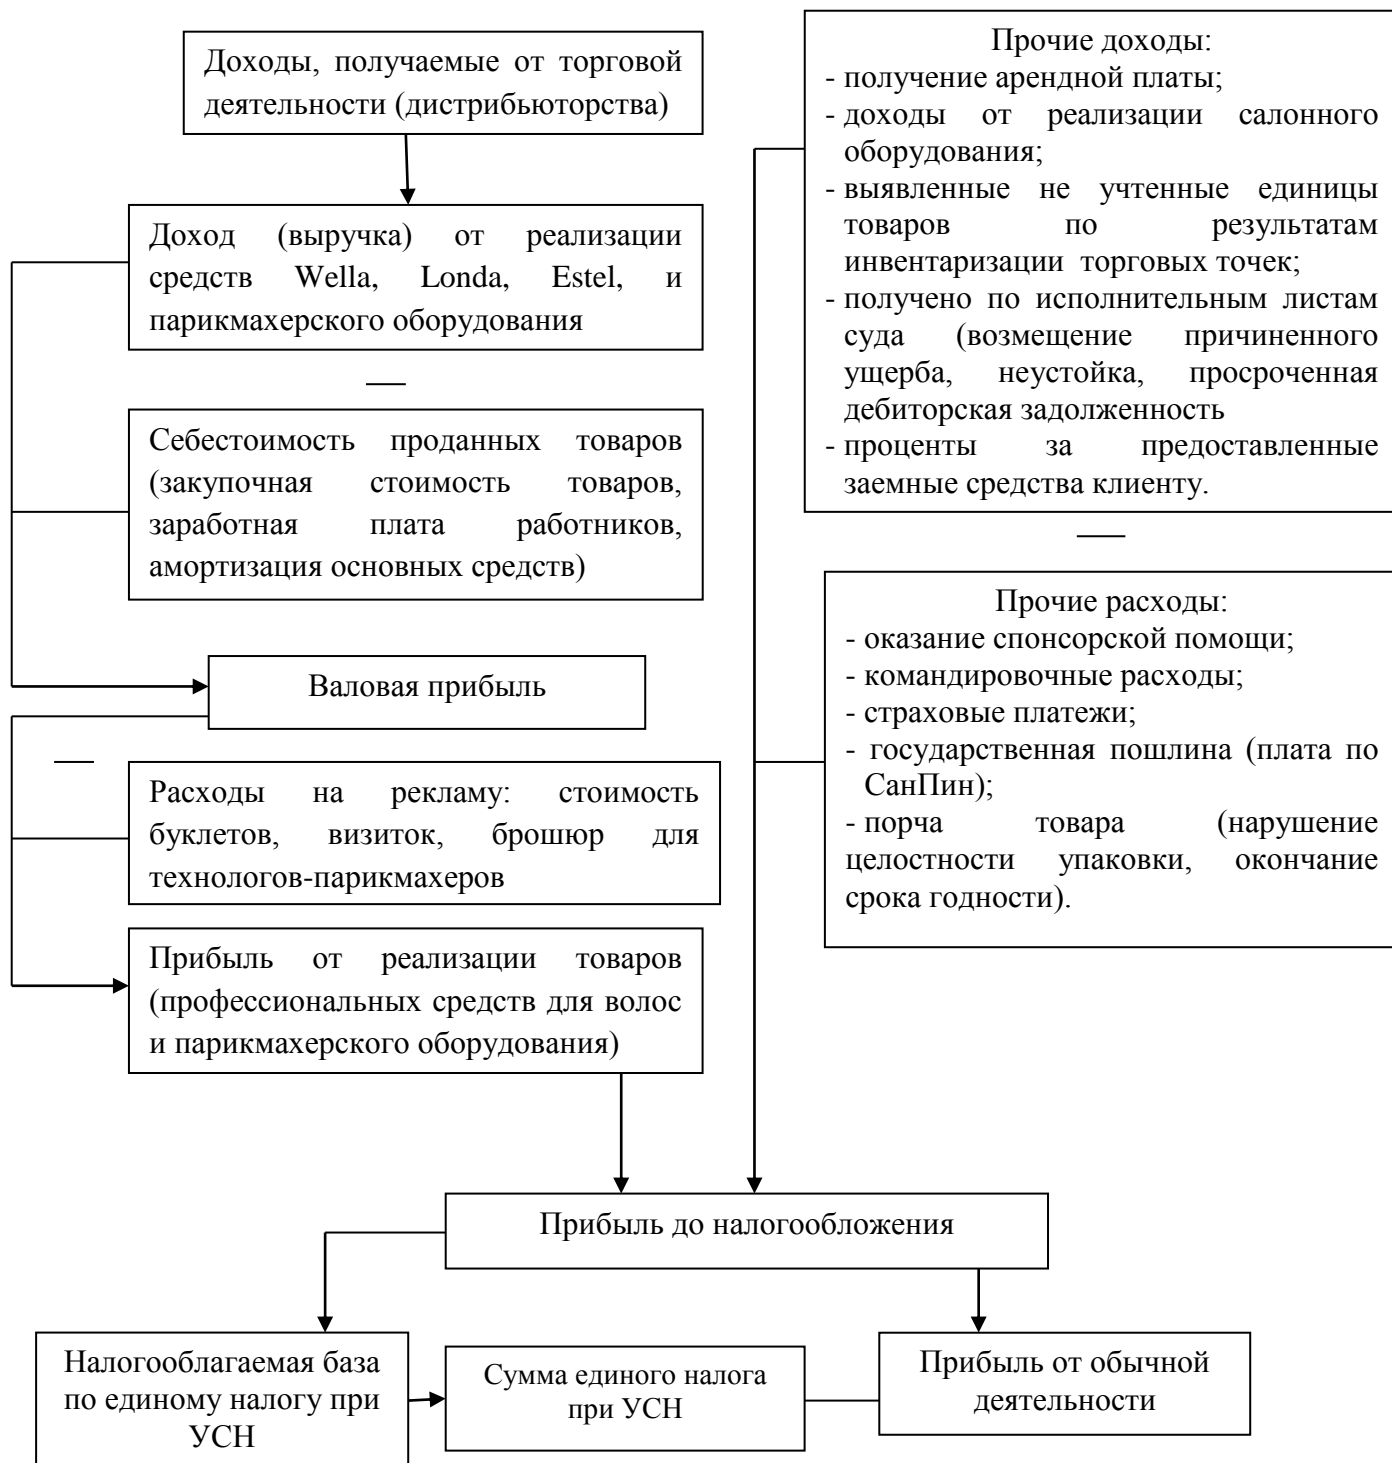 Доходы, получаемые от торговой
деятельности (дистрибьюторства)
Доход (выручка) от реализации
средств Wella, Londa, Estel, и
парикмахерского оборудования
Себестоимость проданных товаров
(закупочная стоимость товаров,
заработная плата работников,
амортизация основных средств)
Валовая прибыль
Расходы на рекламу: стоимость
буклетов, визиток, брошюр для
технологов-парикмахеров
Прибыль от реализации товаров
(профессиональных средств для волос
и парикмахерского оборудования)
Прочие доходы:
- получение арендной платы;
- доходы от реализации салонного
оборудования;
- выявленные не учтенные единицы
товаров по результатам
инвентаризации торговых точек;
- получено по исполнительным листам
суда (возмещение причиненного
ущерба, неустойка, просроченная
дебиторская задолженность
- проценты за предоставленные
заемные средства клиенту.
Прочие расходы:
- оказание спонсорской помощи;
- командировочные расходы;
- страховые платежи;
- государственная пошлина (плата по
СанПин);
- порча товара (нарушение
целостности упаковки, окончание
срока годности).
Прибыль до налогообложения
Налогооблагаемая база
по единому налогу при
УСН
Сумма единого налога
при УСН
Прибыль от обычной
деятельности